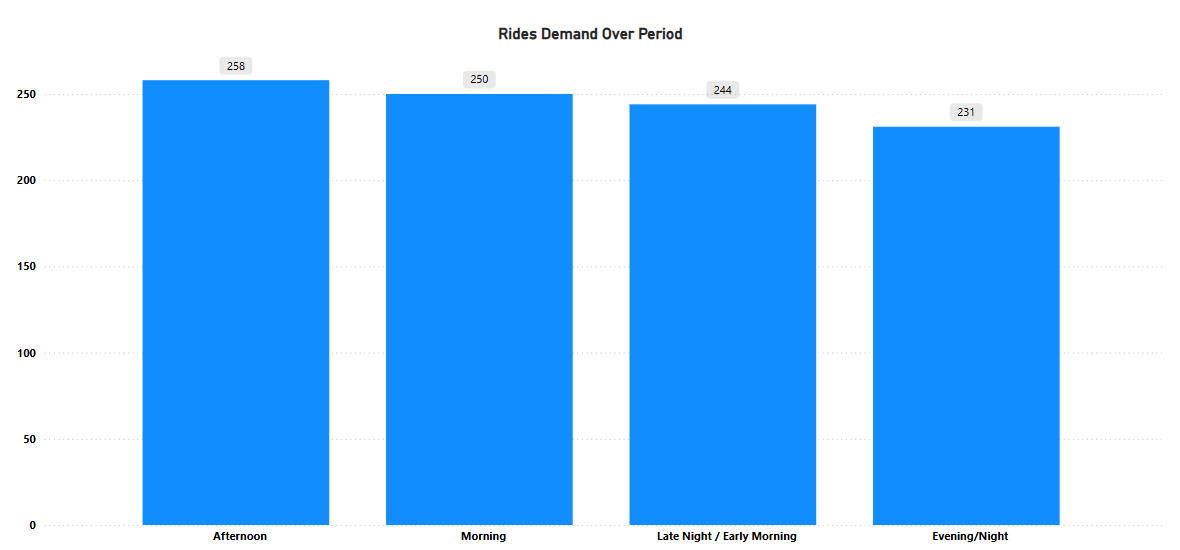 Rides Demand Over Period
258
250
244
231
250
200
150
100
50
0
Afternoon
Morning
Late Night / Early Morning
Evening/Night